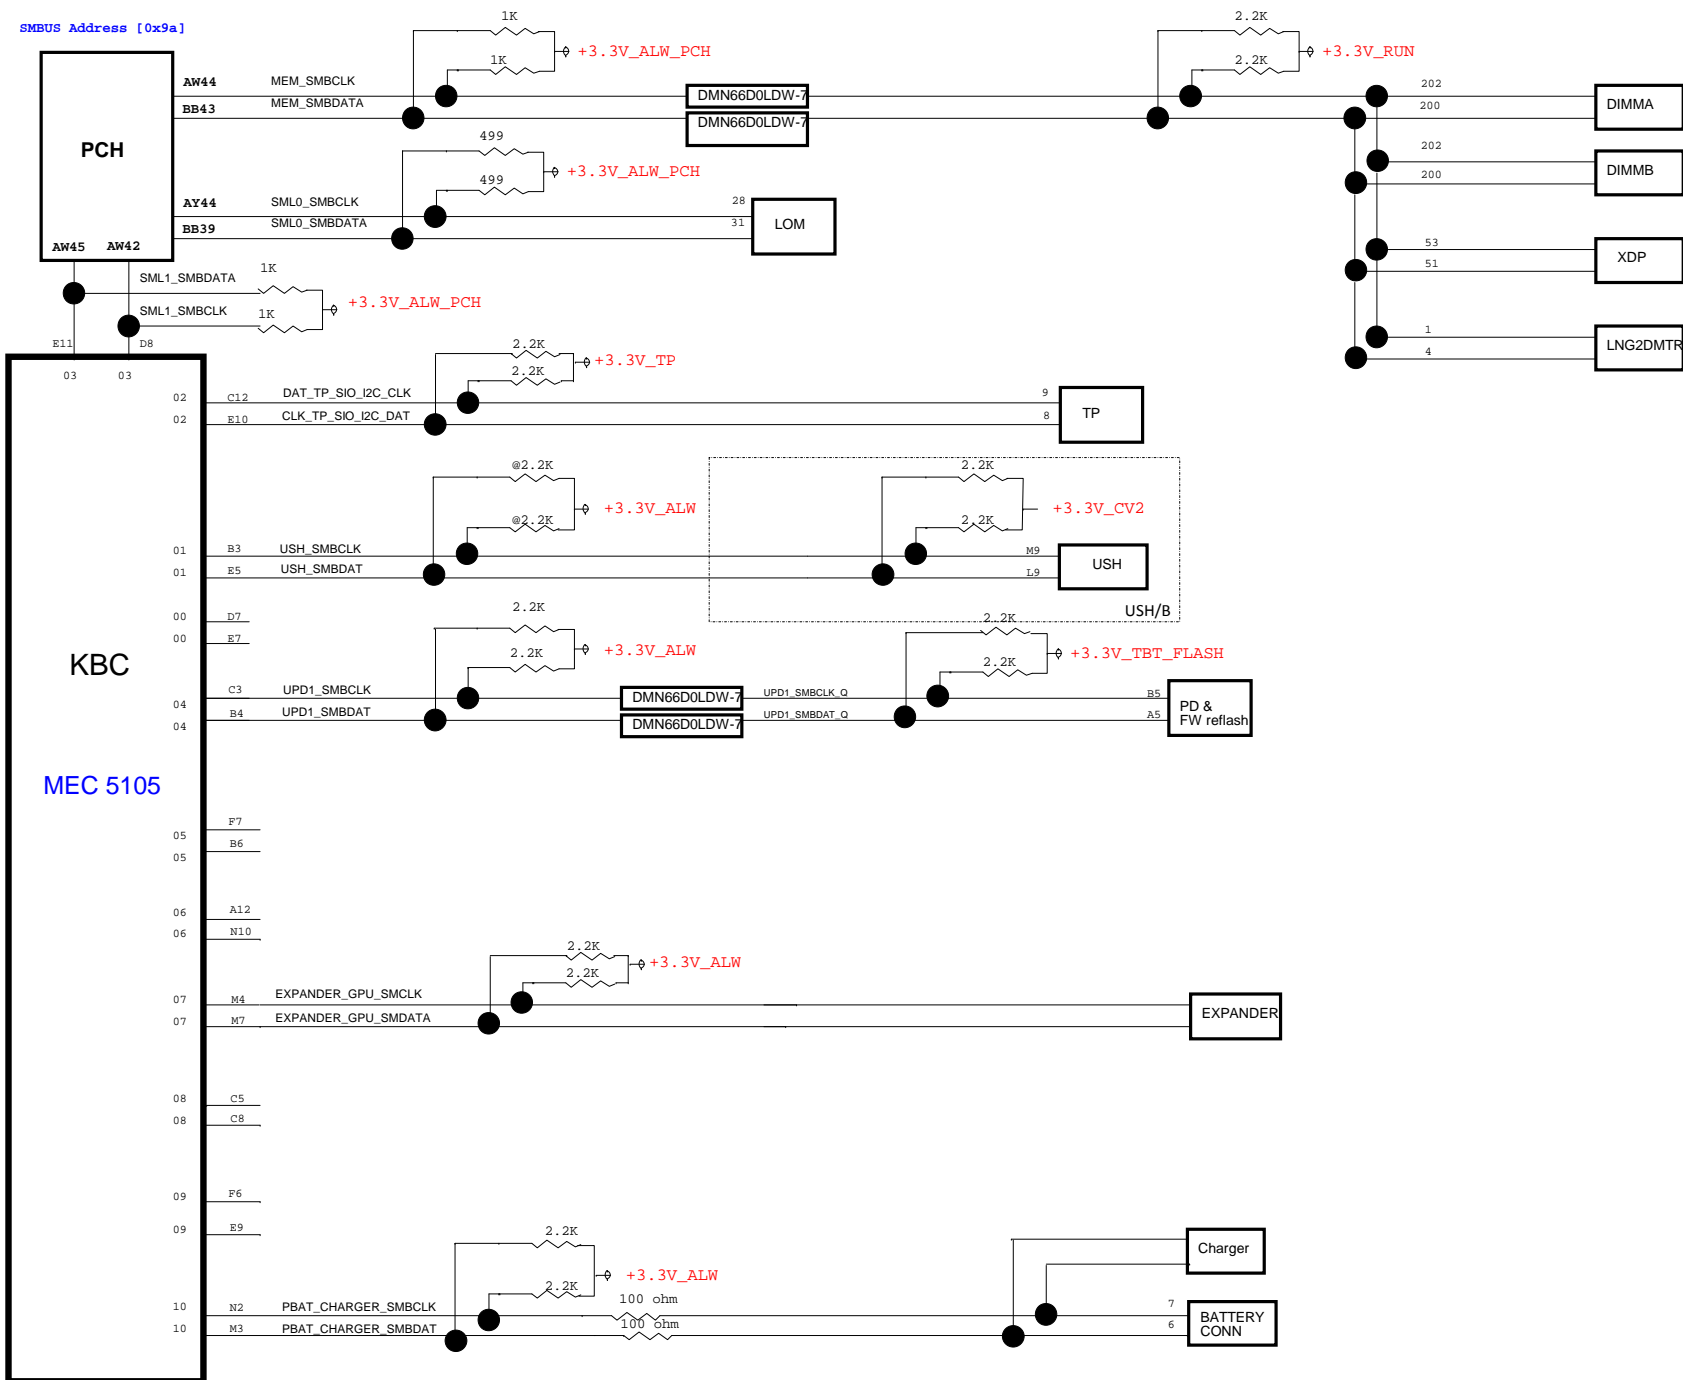 SMBUS Address [0x9a]
1K
+3.3V_ALW_PCH
1K
2.2K
+3.3V_RUN
2.2K
PCH
AW44
MEM_SMBCLK
BB43
MEM_SMBDATA
DMN66D0LDW-7
DMN66D0LDW-7
202
200
DIMMA
202
200
DIMMB
499
+3.3V_ALW_PCH
499
AY44
SML0_SMBCLK
BB39
SML0_SMBDATA
28
31
LOM
53
51
XDP
AW45
AW42
SML1_SMBDATA
1K
+3.3V_ALW_PCH
SML1_SMBCLK
1K
1
4
LNG2DMTR
E11
D8
03
03
2.2K
+3.3V_TP
2.2K
02
C12
DAT_TP_SIO_I2C_CLK
02
E10
CLK_TP_SIO_I2C_DAT
9
8
TP
@2.2K
+3.3V_ALW
@2.2K
2.2K
+3.3V_CV2
2.2K
01
B3
USH_SMBCLK
01
E5
USH_SMBDAT
M9
L9
USH
USH/B
00
D7
00
E7
KBC
2.2K
+3.3V_ALW
2.2K
2.2K
+3.3V_TBT_FLASH
2.2K
04
C3
UPD1_SMBCLK
04
B4
UPD1_SMBDAT
DMN66D0LDW-7
DMN66D0LDW-7
UPD1_SMBCLK_Q
UPD1_SMBDAT_Q
B5
A5
PD &
FW reflash
MEC 5105
05
F7
05
B6
06
A12
06
N10
2.2K
+3.3V_ALW
2.2K
07
M4
EXPANDER_GPU_SMCLK
07
M7
EXPANDER_GPU_SMDATA
EXPANDER
08
C5
08
C8
09
F6
09
E9
2.2K
+3.3V_ALW
2.2K
Charger
10
N2
PBAT_CHARGER_SMBCLK
100 ohm
10
M3
PBAT_CHARGER_SMBDAT
100 ohm
7
6
BATTERY
CONN